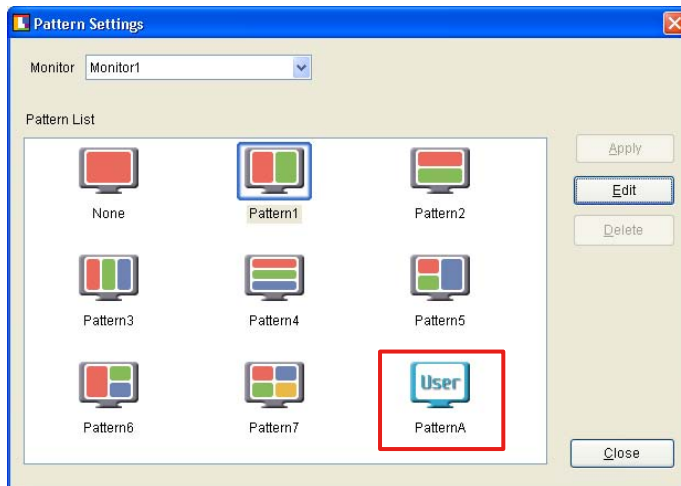 Pattern Settings
Monitor Monitor1
Pattern List
None Pattern1 Pattern2
Pattern3 Pattern4 Pattern5
User
Pattern6 Pattern7 PatternA
Apply
Edit
Delete
Close